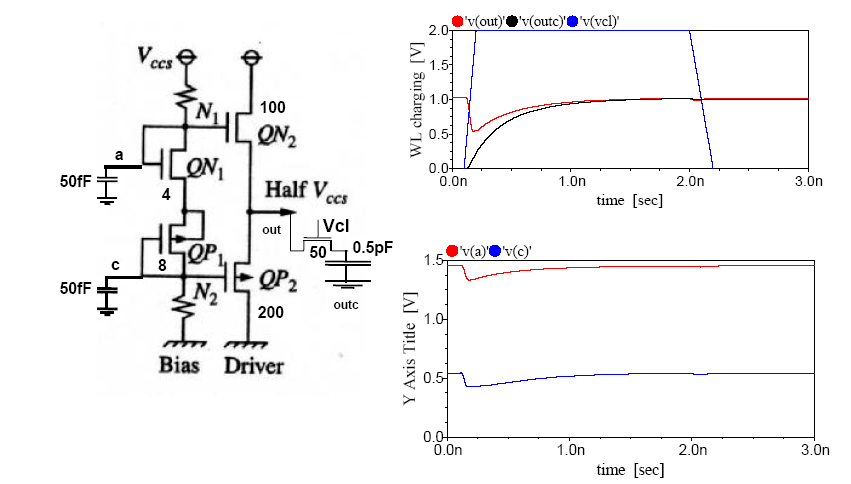 Vccs
N1
100
QN2
a
QN1
50fF
4
Half Vccs
out
Vcl
50
0.5pF
outc
QP1
c
8
50fF
N2
QP2
200
Bias
Driver
'v(out)' 'v(outc)' 'v(vcl)'
WL charging [V]
2.0
1.5
1.0
0.5
0.0
0.0n 1.0n 2.0n 3.0n
time [sec]
'v(a)' 'v(c)'
Y Axis Title [V]
1.5
1.0
0.5
0.0
0.0n 1.0n 2.0n 3.0n
time [sec]